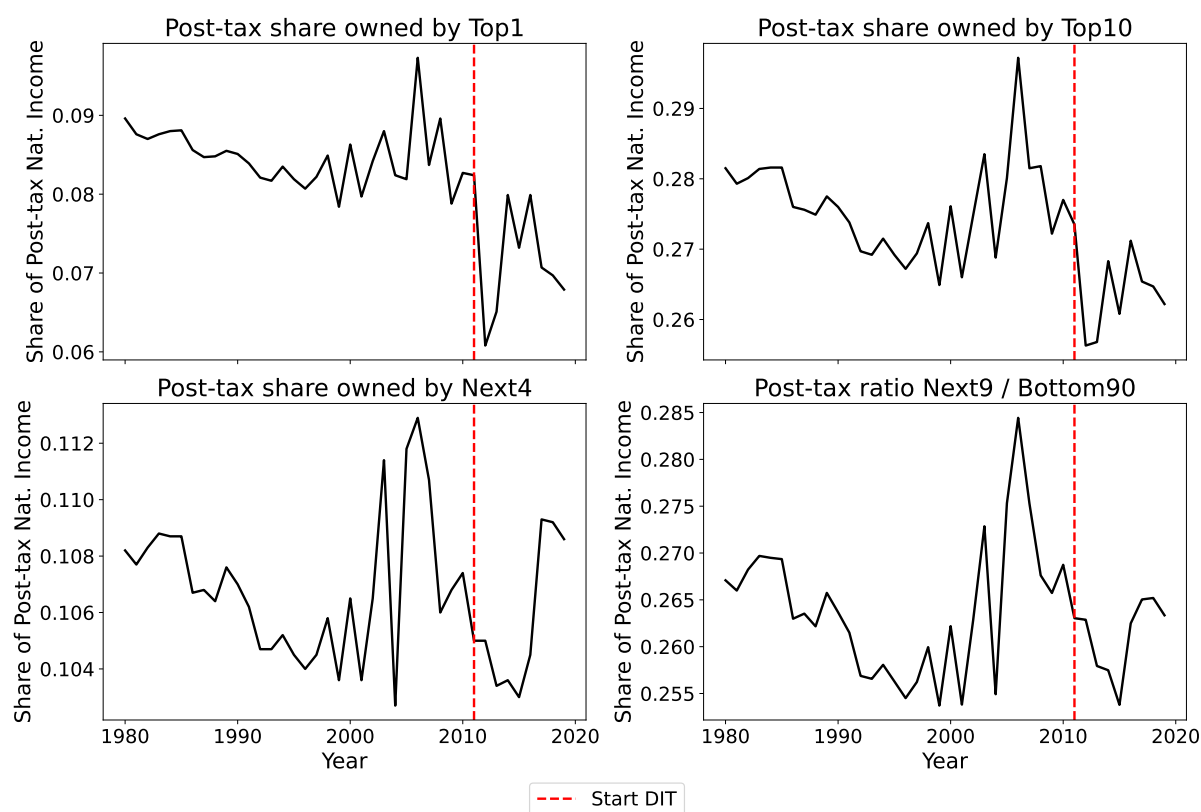 Post-tax share owned by Top1
Share of Post-tax Nat. Income
0.09
0.08
0.07
0.06
Post-tax share owned by Top10
Share of Post-tax Nat. Income
0.29
0.28
0.27
0.26
Post-tax share owned by Next4
Share of Post-tax Nat. Income
0.112
0.110
0.108
0.106
0.104
1980 1990 2000 2010 2020
Year
Post-tax ratio Next9 / Bottom90
Share of Post-tax Nat. Income
0.285
0.280
0.275
0.270
0.265
0.260
0.255
1980 1990 2000 2010 2020
Year
Start DIT